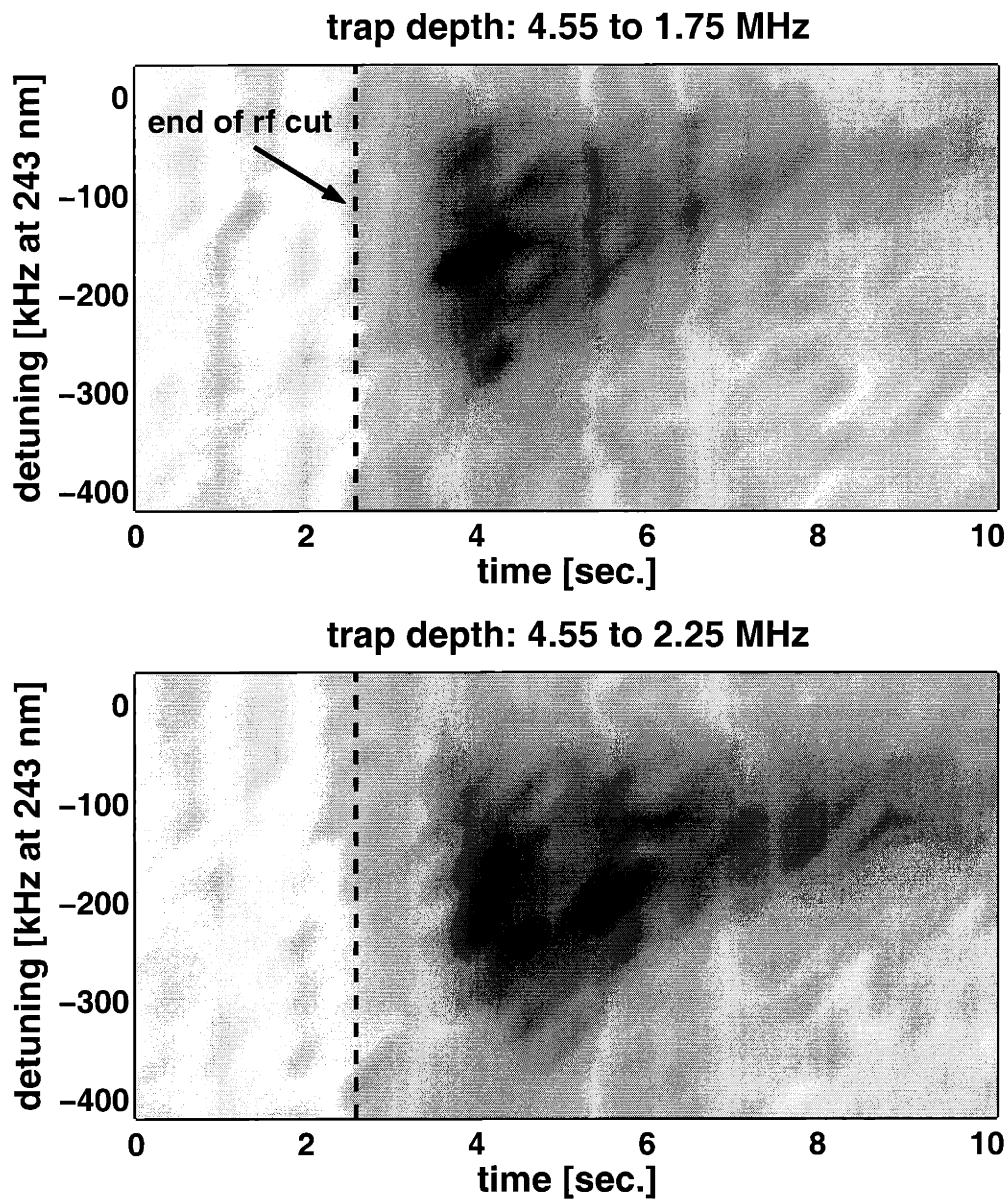 trap depth: 4.55 to 1.75 MHz
detuning [kHz at 243 nm]
0
−100
−200
−300
−400
end of rf cut
0 2 4 6 8 10
time [sec.]
trap depth: 4.55 to 2.25 MHz
detuning [kHz at 243 nm]
0
−100
−200
−300
−400
0 2 4 6 8 10
time [sec.]